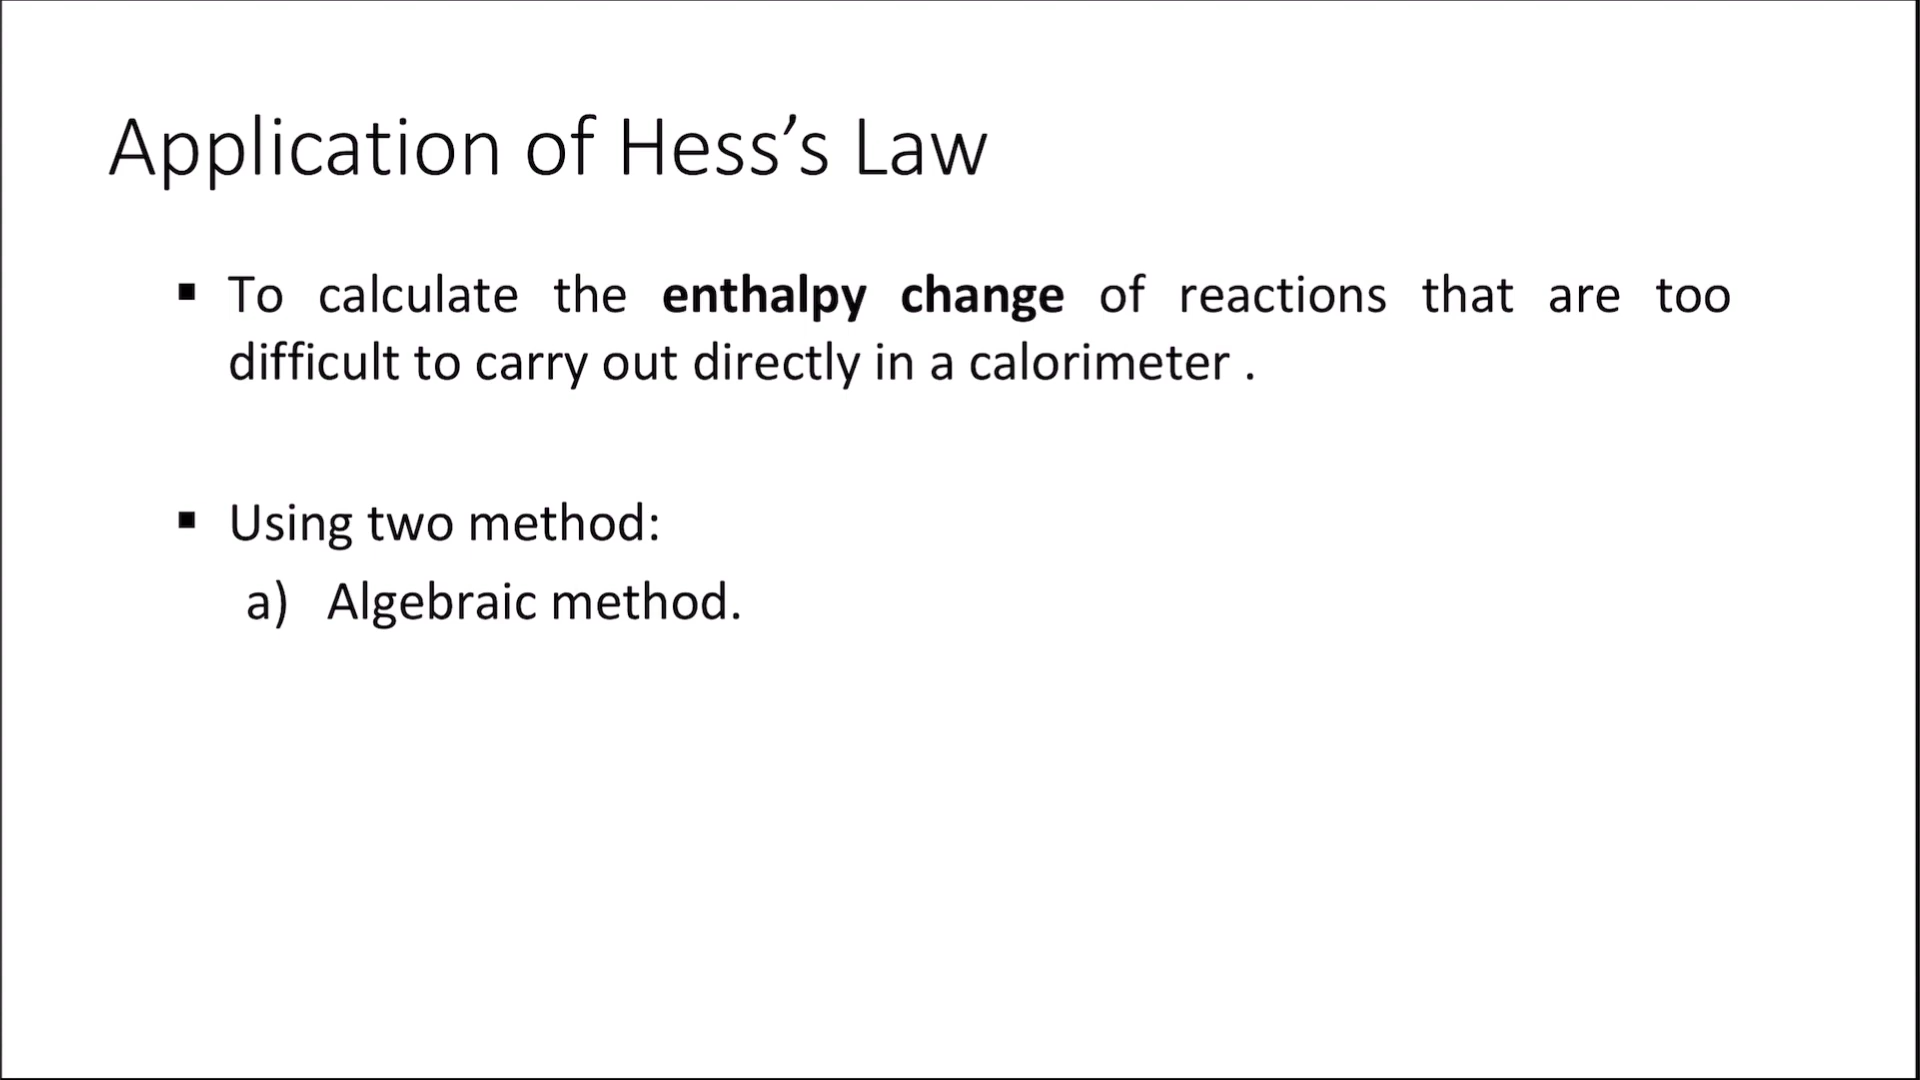 Application of Hess’s Law
▪ To calculate the enthalpy change of reactions that are too
difficult to carry out directly in a calorimeter .
▪ Using two method:
a) Algebraic method.